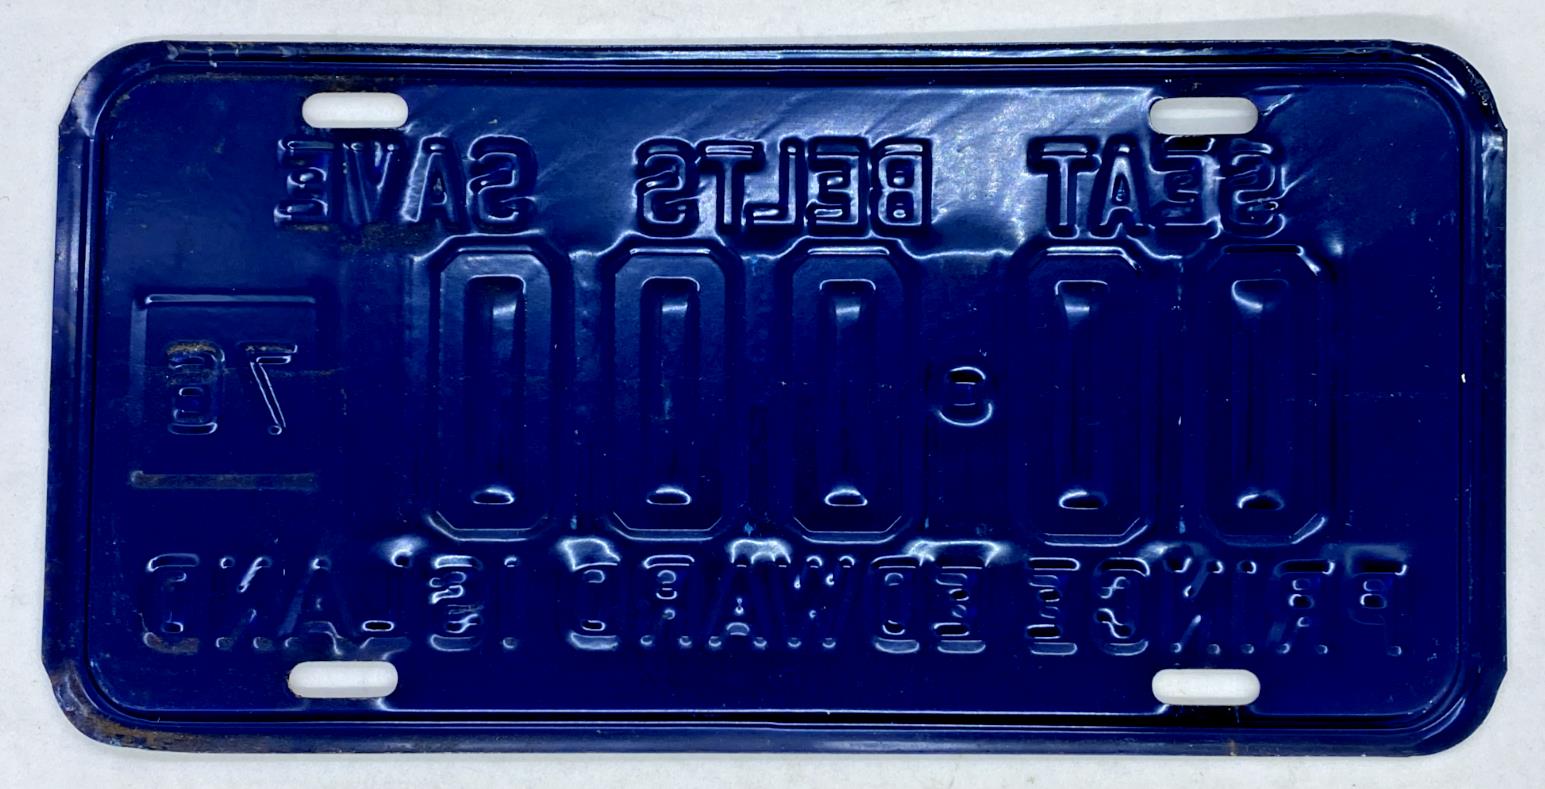 SEAT BELTS SAVE
00-000
76
PRINCE EDWARD ISLAND